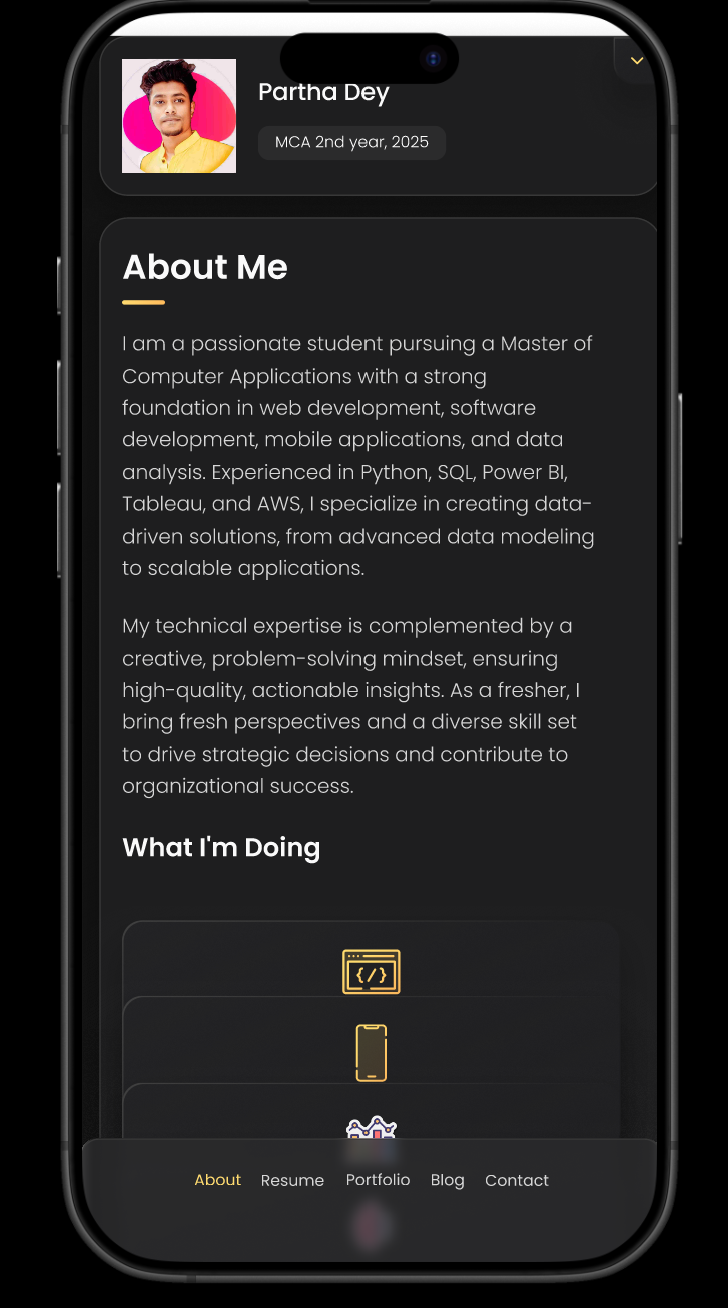 Partha Dey
MCA 2nd year, 2025
About Me
I am a passionate student pursuing a Master of
Computer Applications with a strong
foundation in web development, software
development, mobile applications, and data
analysis. Experienced in Python, SQL, Power BI,
Tableau, and AWS, I specialize in creating data-
driven solutions, from advanced data modeling
to scalable applications.
My technical expertise is complemented by a
creative, problem-solving mindset, ensuring
high-quality, actionable insights. As a fresher, I
bring fresh perspectives and a diverse skill set
to drive strategic decisions and contribute to
organizational success.
What I'm Doing
About Resume Portfolio Blog Contact